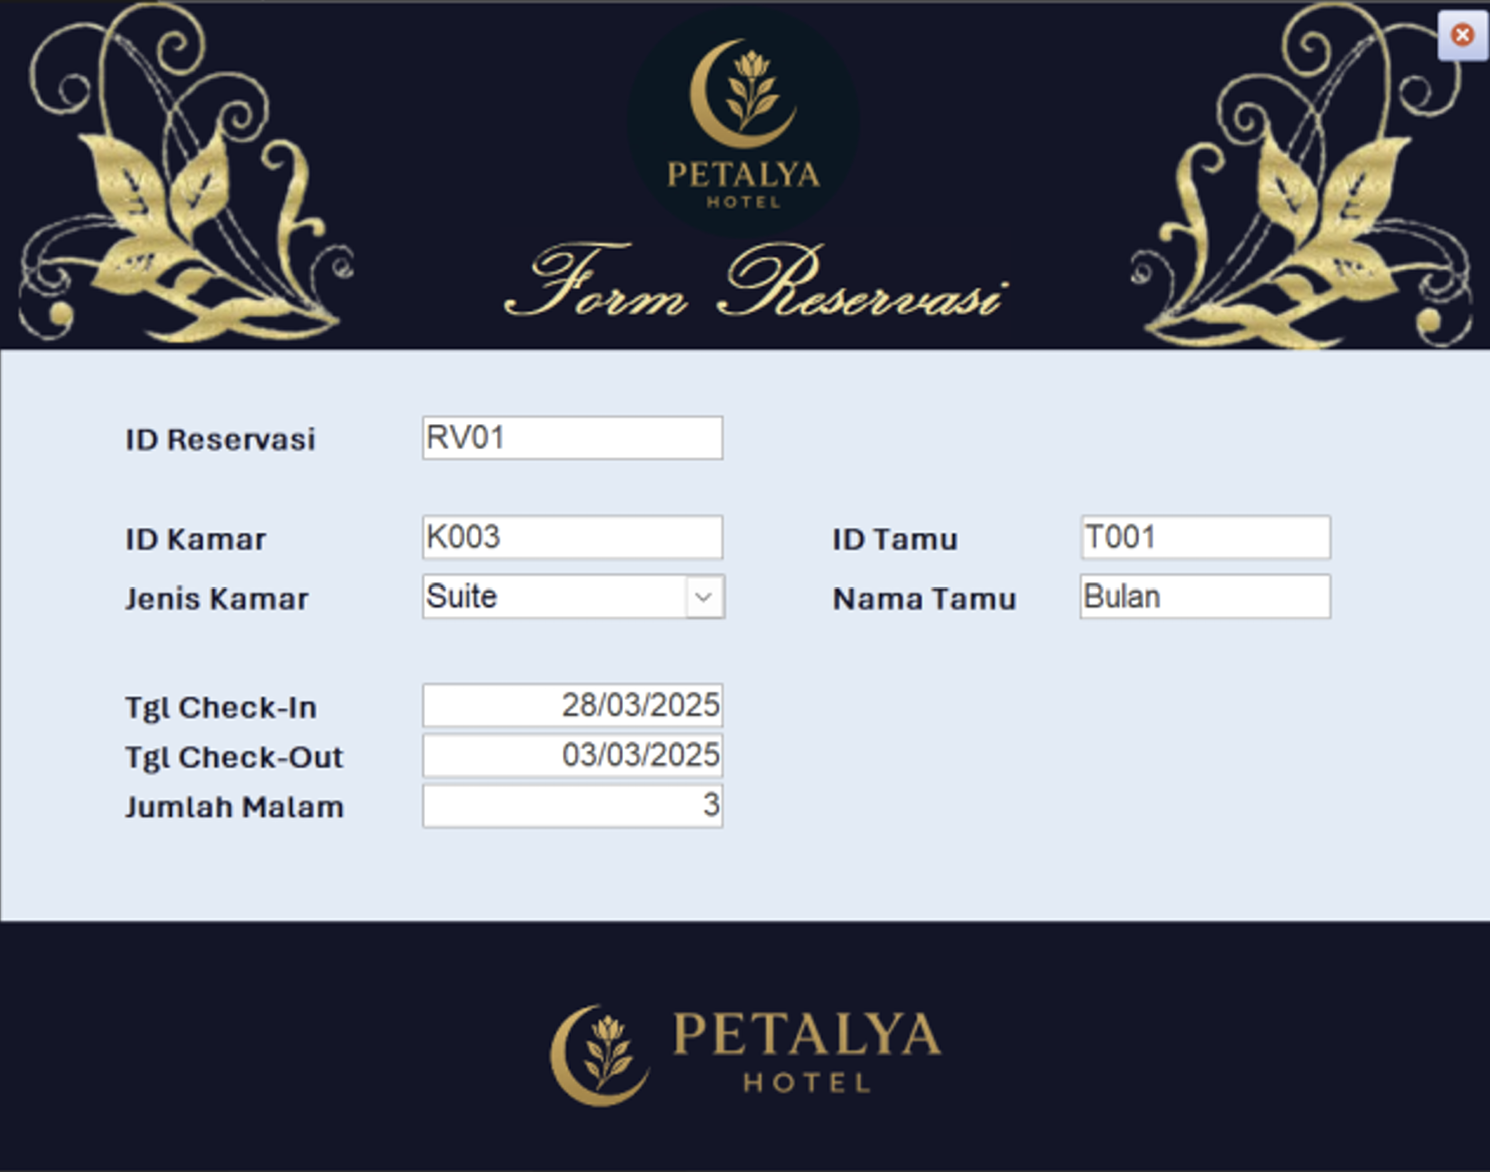 PETALYA
HOTEL
Form Reservasi
ID Reservasi RV01
ID Kamar K003 ID Tamu T001
Jenis Kamar Suite Nama Tamu Bulan
Tgl Check-In 28/03/2025
Tgl Check-Out 03/03/2025
Jumlah Malam 3
PETALYA
HOTEL